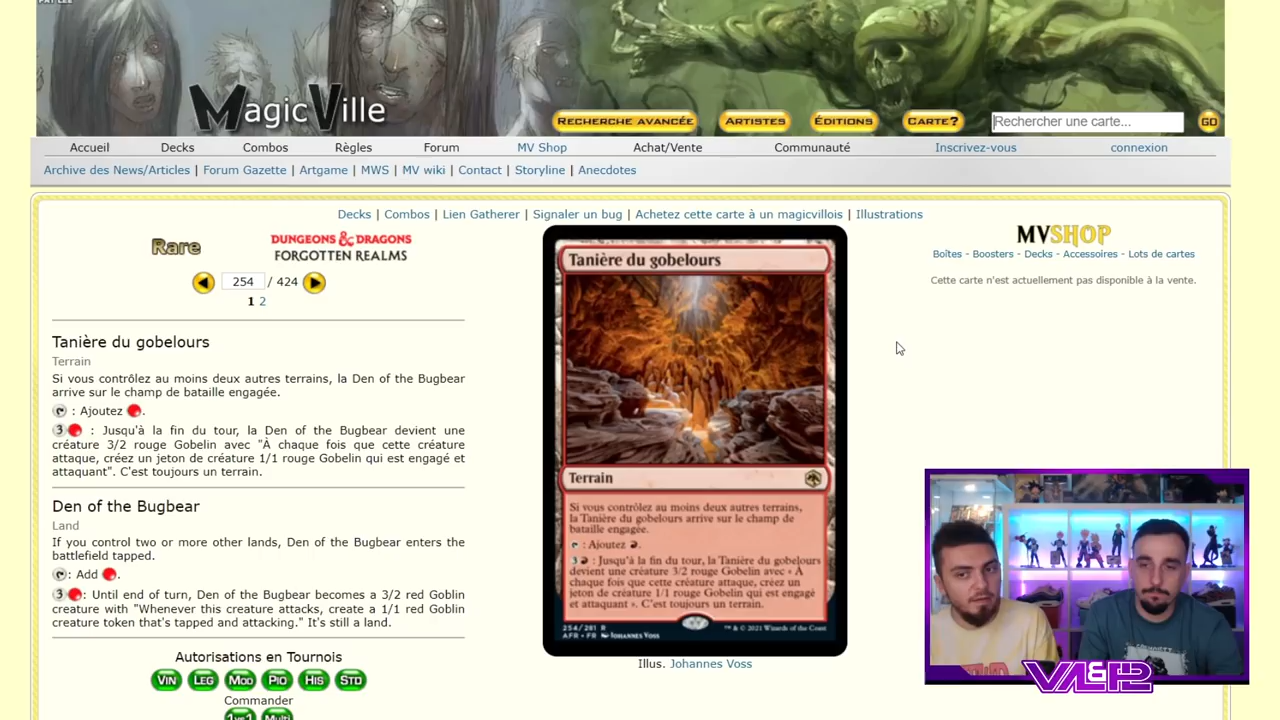 MagicVille
RECHERCHE AVANCÉE
ARTISTES
ÉDITIONS
CARTE?
Rechercher une carte...
GO
Accueil Decks Combos Règles Forum MV Shop Achat/Vente Communauté Inscrivez-vous connexion
Archive des News/Articles | Forum Gazette | Artgame | MWS | MV wiki | Contact | Storyline | Anecdotes
Decks | Combos | Lien Gatherer | Signaler un bug | Achetez cette carte à un magicvillois | Illustrations
Rare
DUNGEONS & DRAGONS
FORGOTTEN REALMS
254 / 424
1 2
Tanière du gobelours
Terrain
Si vous contrôlez au moins deux autres terrains, la Den of the Bugbear
arrive sur le champ de bataille engagée.
: Ajoutez .
3 : Jusqu'à la fin du tour, la Den of the Bugbear devient une
créature 3/2 rouge Gobelin avec "À chaque fois que cette créature
attaque, créez un jeton de créature 1/1 rouge Gobelin qui est engagé et
attaquant". C'est toujours un terrain.
Den of the Bugbear
Land
If you control two or more other lands, Den of the Bugbear enters the
battlefield tapped.
: Add .
3 : Until end of turn, Den of the Bugbear becomes a 3/2 red Goblin
creature with "Whenever this creature attacks, create a 1/1 red Goblin
creature token that's tapped and attacking." It's still a land.
Autorisations en Tournois
VIN LEG MOD PIO HIS STD
Commander
1vs1 Multi
Tanière du gobelours
Terrain
Si vous contrôlez au moins deux autres terrains,
la Tanière du gobelours arrive sur le champ de
bataille engagée.
: Ajoutez .
3 : Jusqu'à la fin du tour, la Tanière du gobelours
devient une créature 3/2 rouge Gobelin avec « À
chaque fois que cette créature attaque, créez un
jeton de créature 1/1 rouge Gobelin qui est engagé
et attaquant ». C'est toujours un terrain.
254/281 R
AFR • FR JOHANNES VOSS
™ & © 2021 Wizards of the Coast
Illus. Johannes Voss
MVSHOP
Boîtes - Boosters - Decks - Accessoires - Lots de cartes
Cette carte n'est actuellement pas disponible à la vente.